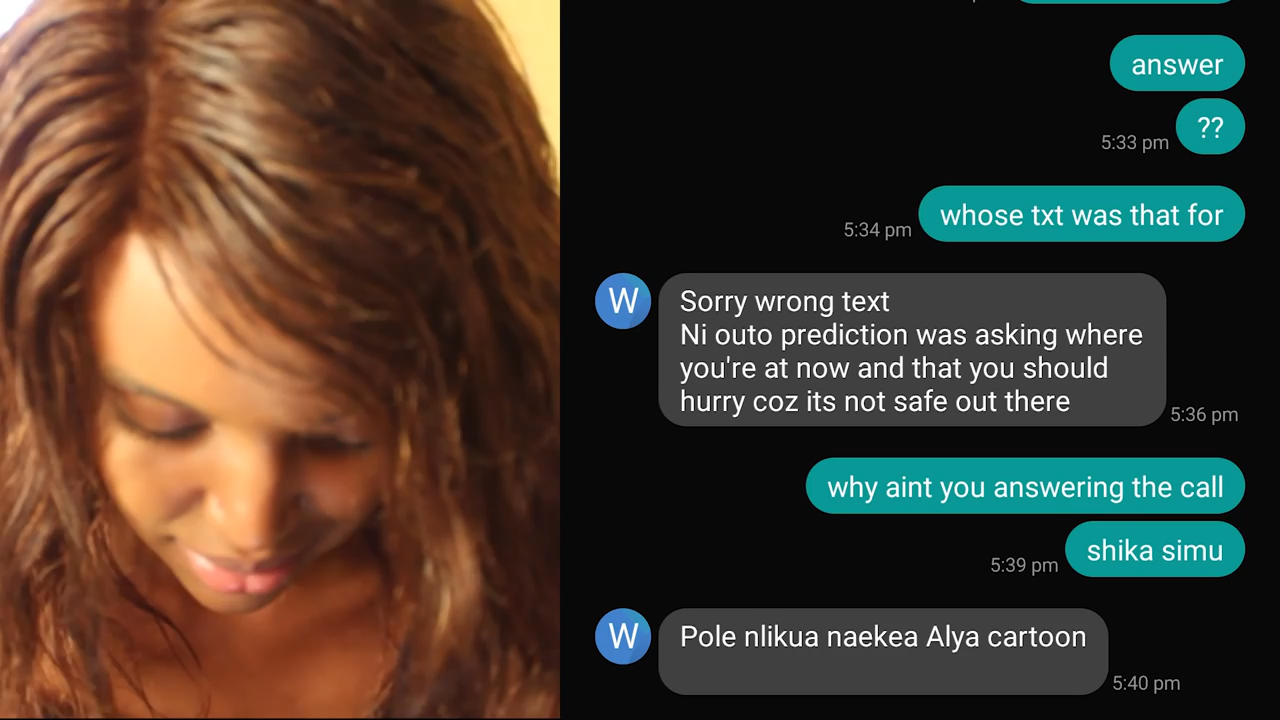 answer
??
5:33 pm
whose txt was that for
5:34 pm
W
Sorry wrong text
Ni outo prediction was asking where
you're at now and that you should
hurry coz its not safe out there
5:36 pm
why aint you answering the call
shika simu
5:39 pm
W
Pole nlikua naekea Alya cartoon
5:40 pm